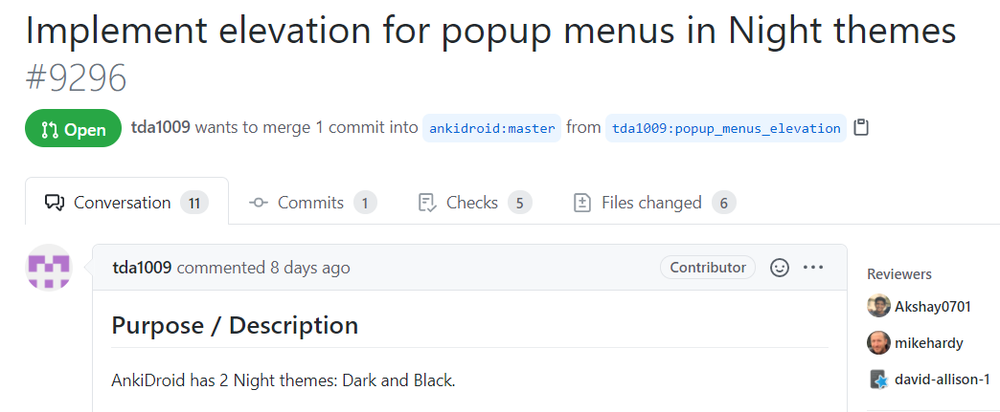 Implement elevation for popup menus in Night themes
#9296
Open tda1009 wants to merge 1 commit into ankidroid:master from tda1009:popup_menus_elevation
Conversation 11 Commits 1 Checks 5 Files changed 6
tda1009 commented 8 days ago Contributor
Purpose / Description
AnkiDroid has 2 Night themes: Dark and Black.
Reviewers
Akshay0701
mikehardy
david-allison-1